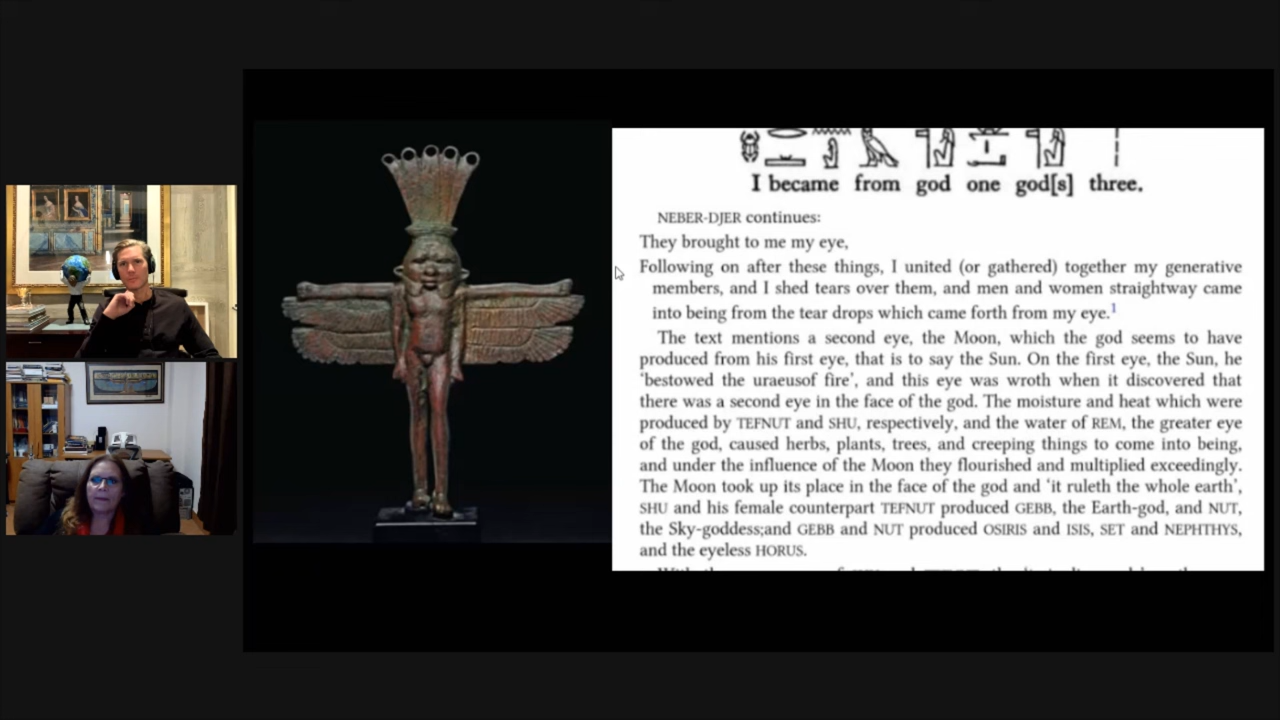 I became from god one god[s] three.
NEBER-DJER continues:
They brought to me my eye,
Following on after these things, I united (or gathered) together my generative
members, and I shed tears over them, and men and women straightway came
into being from the tear drops which came forth from my eye.1
The text mentions a second eye, the Moon, which the god seems to have
produced from his first eye, that is to say the Sun. On the first eye, the Sun, he
‘bestowed the uraeusof fire’, and this eye was wroth when it discovered that
there was a second eye in the face of the god. The moisture and heat which were
produced by TEFNUT and SHU, respectively, and the water of REM, the greater eye
of the god, caused herbs, plants, trees, and creeping things to come into being,
and under the influence of the Moon they flourished and multiplied exceedingly.
The Moon took up its place in the face of the god and ‘it ruleth the whole earth’,
SHU and his female counterpart TEFNUT produced GEBB, the Earth-god, and NUT,
the Sky-goddess;and GEBB and NUT produced OSIRIS and ISIS, SET and NEPHTHYS,
and the eyeless HORUS.